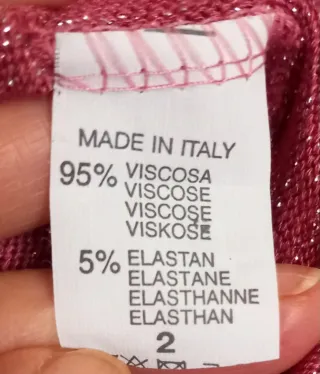 MADE IN ITALY
95% VISCOSA
VISCOSE
VISCOSE
VISKOSE
5% ELASTAN
ELASTANE
ELASTHANNE
ELASTHAN
2